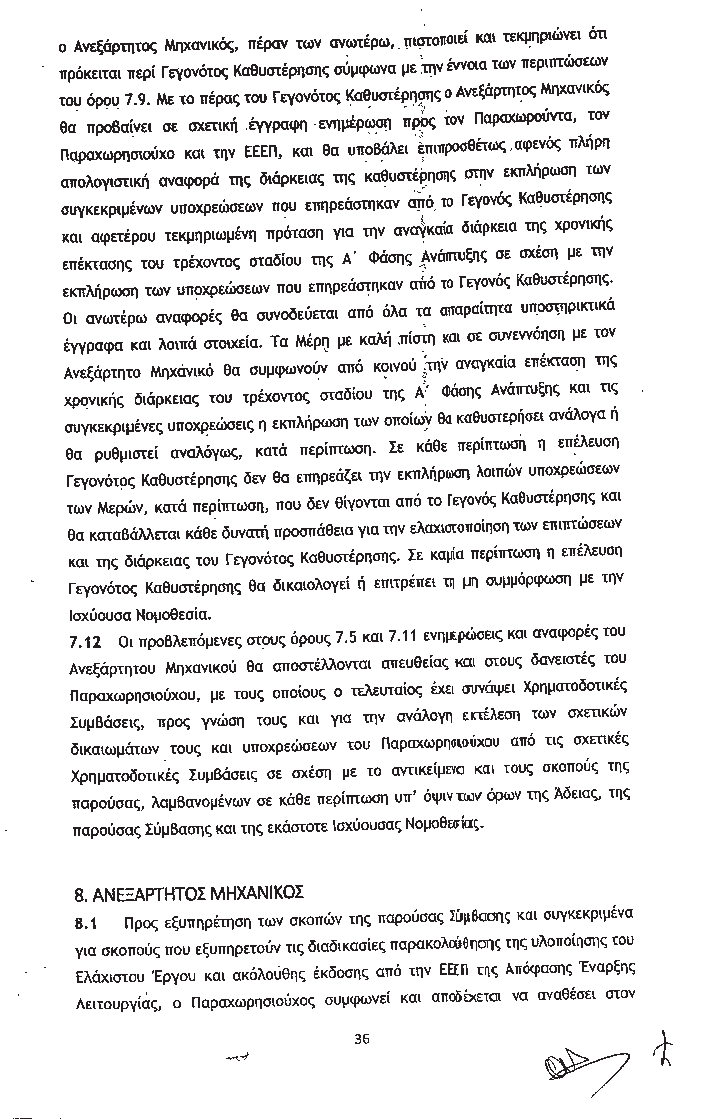 ο Ανεξάρτητος Μηχανικός, πέραν των ανωτέρω, πιστοποιεί και τεκμηριώνει ότι
πρόκειται περί Γεγονότος Καθυστέρησης σύμφωνα με την έννοια των περιπτώσεων
του όρου 7.9. Με το πέρας του Γεγονότος Καθυστέρησης ο Ανεξάρτητος Μηχανικός
θα προβαίνει σε σχετική έγγραφη ενημέρωση προς τον Παραχωρούντα, τον
Παραχωρησιούχο και την ΕΕΕΠ, και θα υποβάλει επιπροσθέτως αφενός πλήρη
απολογιστική αναφορά της διάρκειας της καθυστέρησης στην εκπλήρωση των
συγκεκριμένων υποχρεώσεων που επηρεάστηκαν από το Γεγονός Καθυστέρησης
και αφετέρου τεκμηριωμένη πρόταση για την αναγκαία διάρκεια της χρονικής
επέκτασης του τρέχοντος σταδίου της Α΄ Φάσης Ανάπτυξης σε σχέση με την
εκπλήρωση των υποχρεώσεων που επηρεάστηκαν από το Γεγονός Καθυστέρησης.
Οι ανωτέρω αναφορές θα συνοδεύεται από όλα τα απαραίτητα υποστηρικτικά
έγγραφα και λοιπά στοιχεία. Τα Μέρη με καλή πίστη και σε συνεννόηση με τον
Ανεξάρτητο Μηχανικό θα συμφωνούν από κοινού την αναγκαία επέκταση της
χρονικής διάρκειας του τρέχοντος σταδίου της Α΄ Φάσης Ανάπτυξης και τις
συγκεκριμένες υποχρεώσεις η εκπλήρωση των οποίων θα καθυστερήσει ανάλογα ή
θα ρυθμιστεί αναλόγως, κατά περίπτωση. Σε κάθε περίπτωση η επέλευση
Γεγονότος Καθυστέρησης δεν θα επηρεάζει την εκπλήρωση λοιπών υποχρεώσεων
των Μερών, κατά περίπτωση, που δεν θίγονται από το Γεγονός Καθυστέρησης και
θα καταβάλλεται κάθε δυνατή προσπάθεια για την ελαχιστοποίηση των επιπτώσεων
και της διάρκειας του Γεγονότος Καθυστέρησης. Σε καμία περίπτωση η επέλευση
Γεγονότος Καθυστέρησης θα δικαιολογεί ή επιτρέπει τη μη συμμόρφωση με την
Ισχύουσα Νομοθεσία.
7.12 Οι προβλεπόμενες στους όρους 7.5 και 7.11 ενημερώσεις και αναφορές του
Ανεξάρτητου Μηχανικού θα αποστέλλονται απευθείας και στους δανειστές του
Παραχωρησιούχου, με τους οποίους ο τελευταίος έχει συνάψει Χρηματοδοτικές
Συμβάσεις, προς γνώση τους και για την ανάλογη εκτέλεση των σχετικών
δικαιωμάτων τους και υποχρεώσεων του Παραχωρησιούχου από τις σχετικές
Χρηματοδοτικές Συμβάσεις σε σχέση με το αντικείμενο και τους σκοπούς της
παρούσας, λαμβανομένων σε κάθε περίπτωση υπ' όψιν των όρων της Άδειας, της
παρούσας Σύμβασης και της εκάστοτε Ισχύουσας Νομοθεσίας.
8. ΑΝΕΞΑΡΤΗΤΟΣ ΜΗΧΑΝΙΚΟΣ
8.1 Προς εξυπηρέτηση των σκοπών της παρούσας Σύμβασης και συγκεκριμένα
για σκοπούς που εξυπηρετούν τις διαδικασίες παρακολούθησης της υλοποίησης του
Ελάχιστου Έργου και ακόλουθης έκδοσης από την ΕΕΕΠ της Απόφασης Έναρξης
Λειτουργίας, ο Παραχωρησιούχος συμφωνεί και αποδέχεται να αναθέσει στον
36